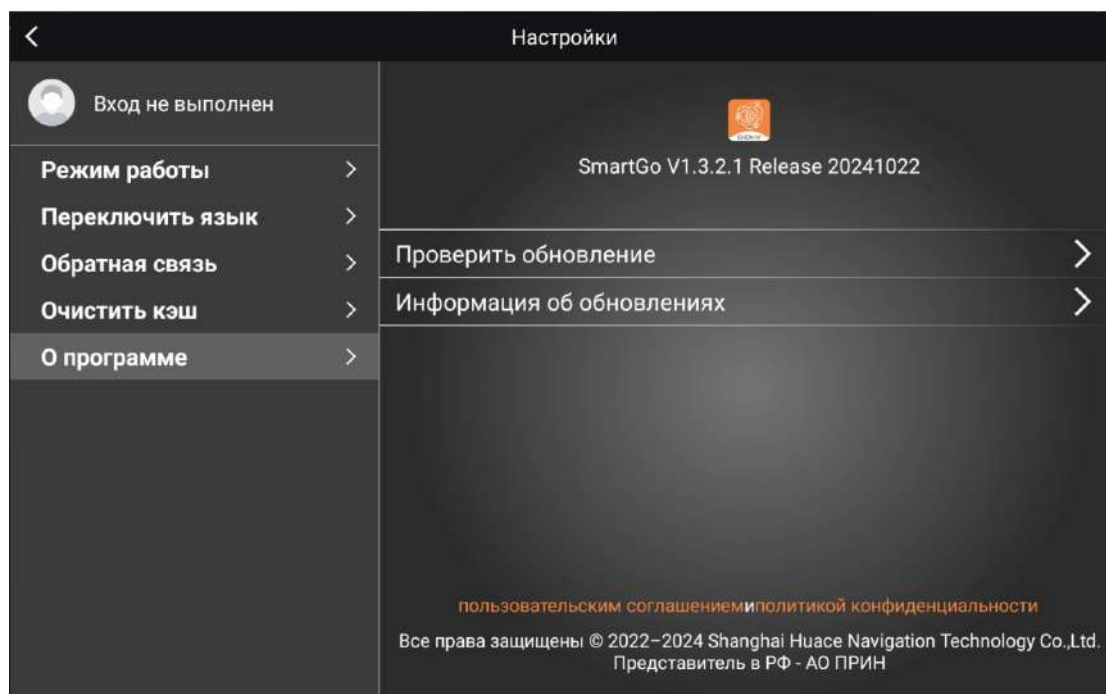 Настройки
Вход не выполнен
Режим работы
Переключить язык
Обратная связь
Очистить кэш
О программе
SmartGo V1.3.2.1 Release 20241022
Проверить обновление
Информация об обновлениях
пользовательским соглашениемиполитикой конфиденциальности
Все права защищены © 2022–2024 Shanghai Huace Navigation Technology Co.,Ltd.
Представитель в РФ - АО ПРИН